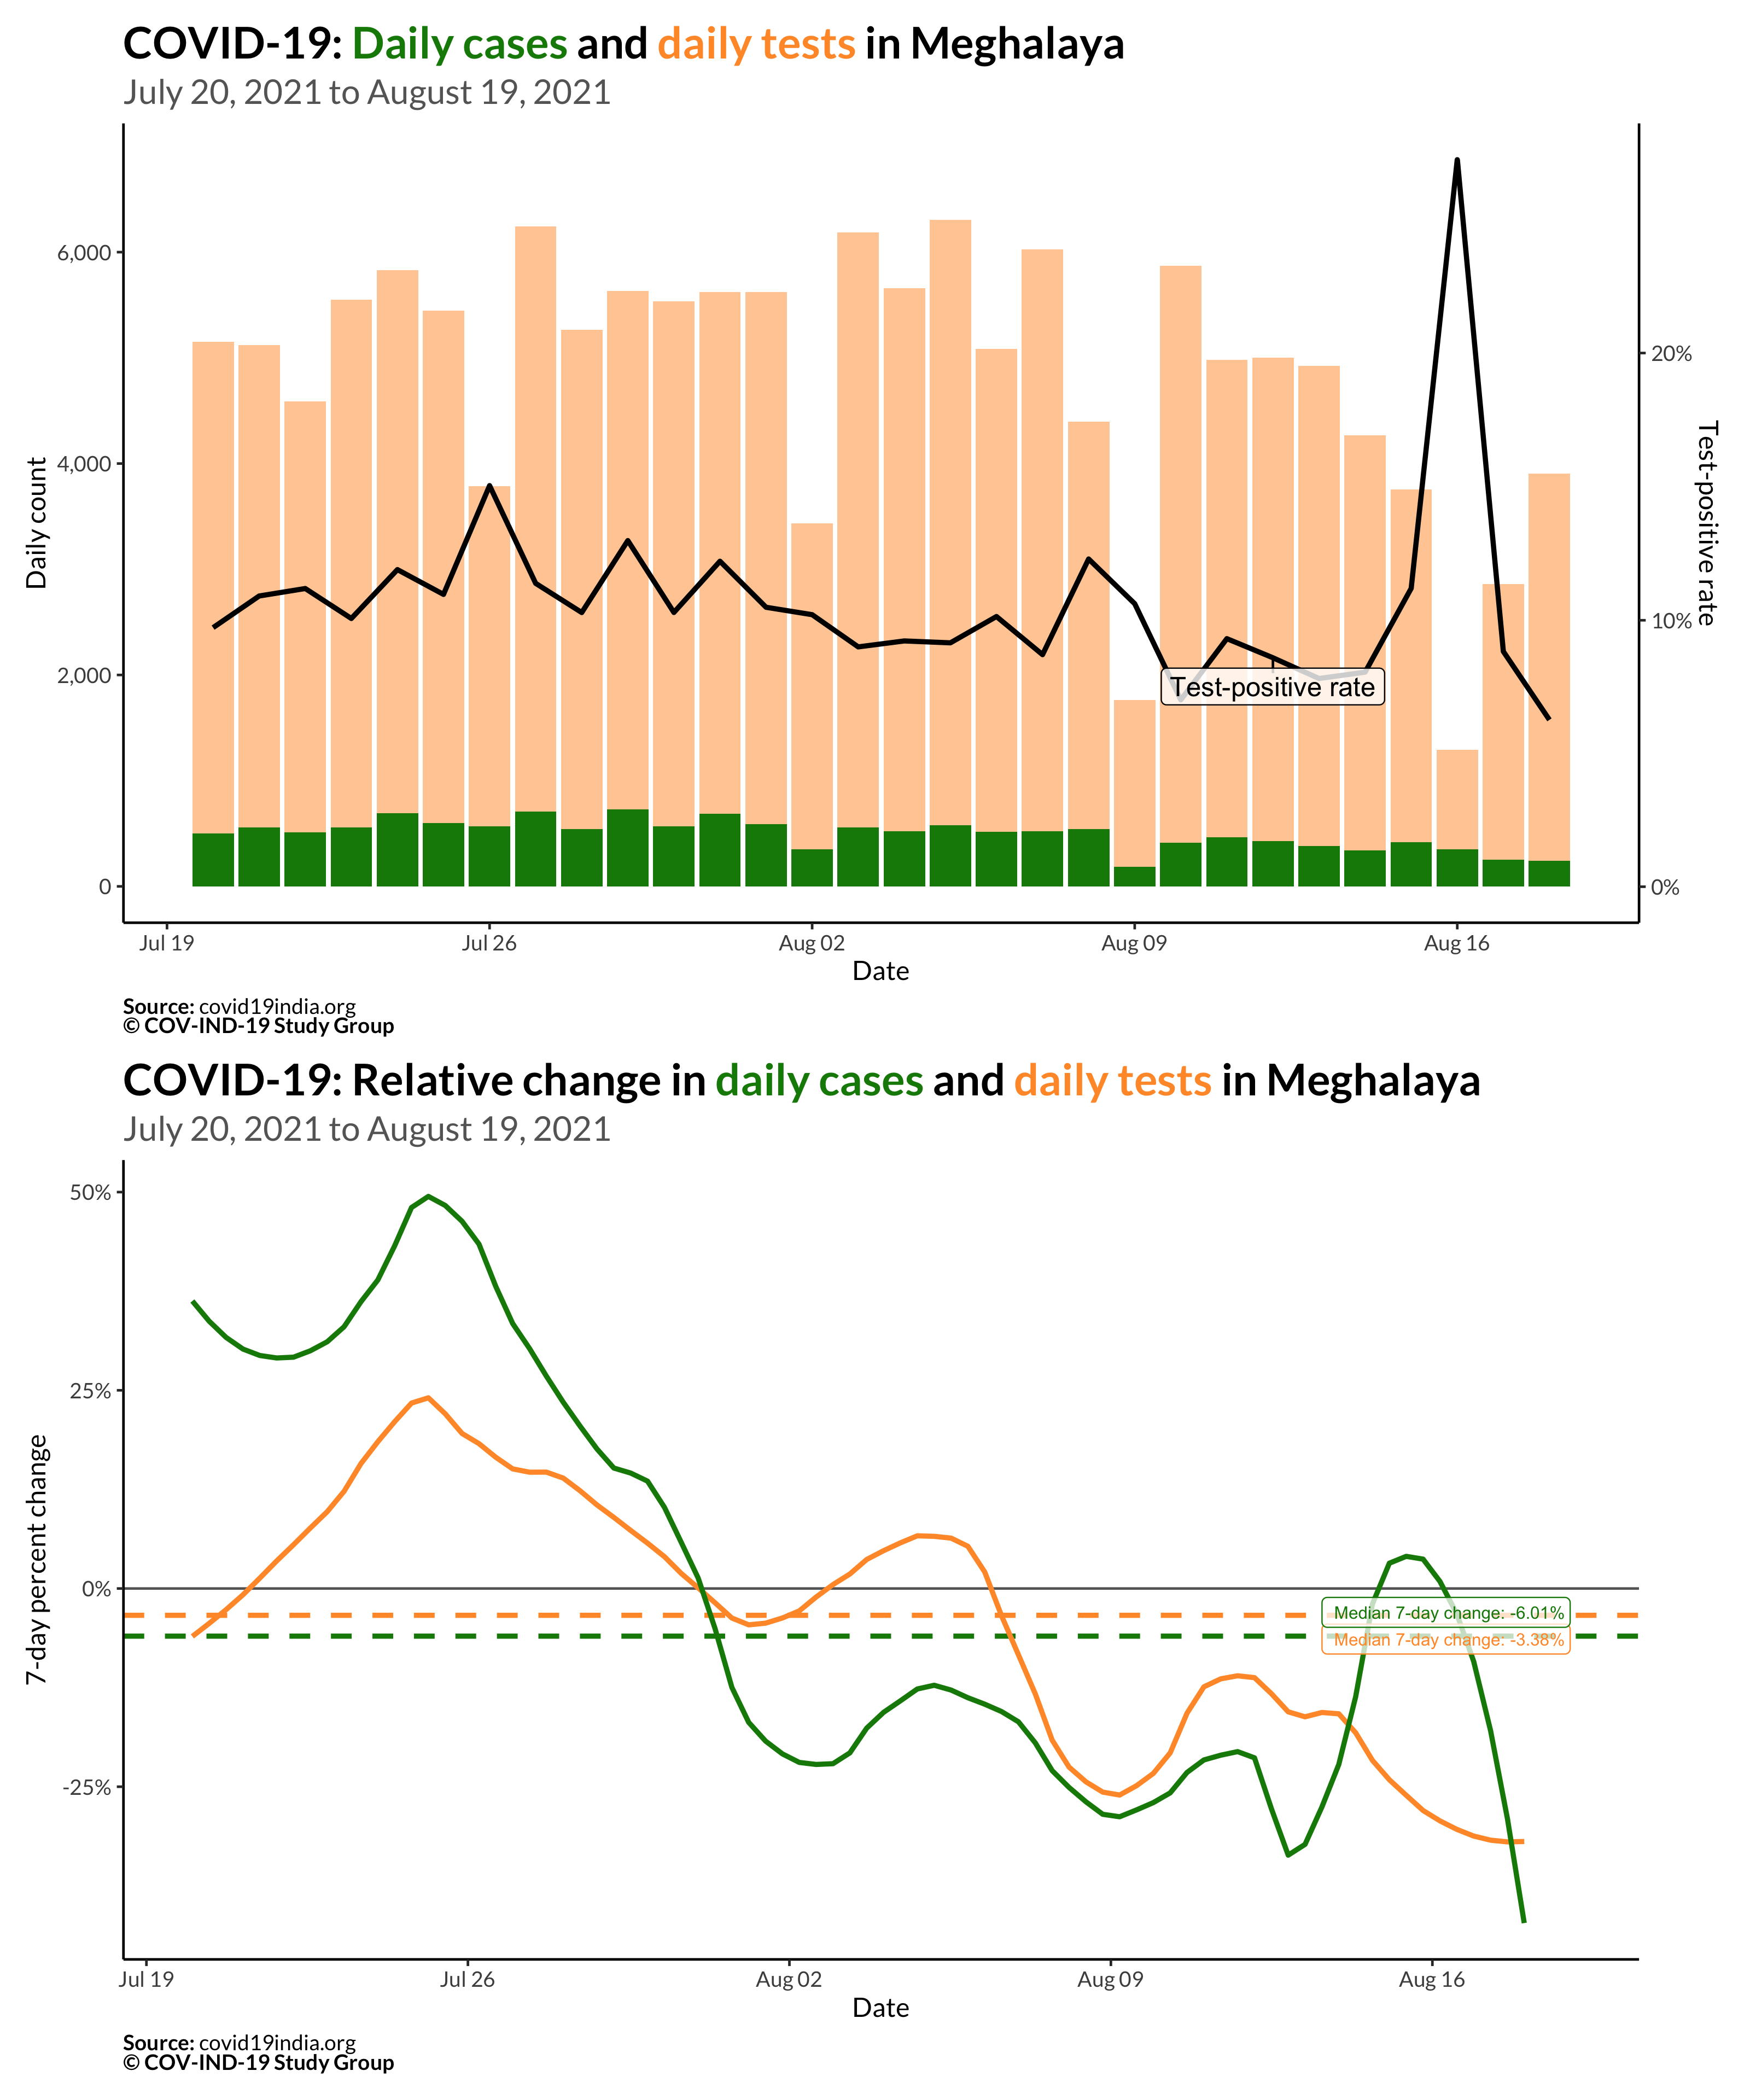 COVID-19: Daily cases and daily tests in Meghalaya
July 20, 2021 to August 19, 2021
6,000
4,000
2,000
0
Daily count
20%
10%
0%
Test-positive rate
Test-positive rate
Jul 19
Jul 26
Aug 02
Aug 09
Aug 16
Date
Source: covid19india.org
© COV-IND-19 Study Group
COVID-19: Relative change in daily cases and daily tests in Meghalaya
July 20, 2021 to August 19, 2021
50%
25%
0%
-25%
7-day percent change
Median 7-day change: -6.01%
Median 7-day change: -3.38%
Jul 19
Jul 26
Aug 02
Aug 09
Aug 16
Date
Source: covid19india.org
© COV-IND-19 Study Group